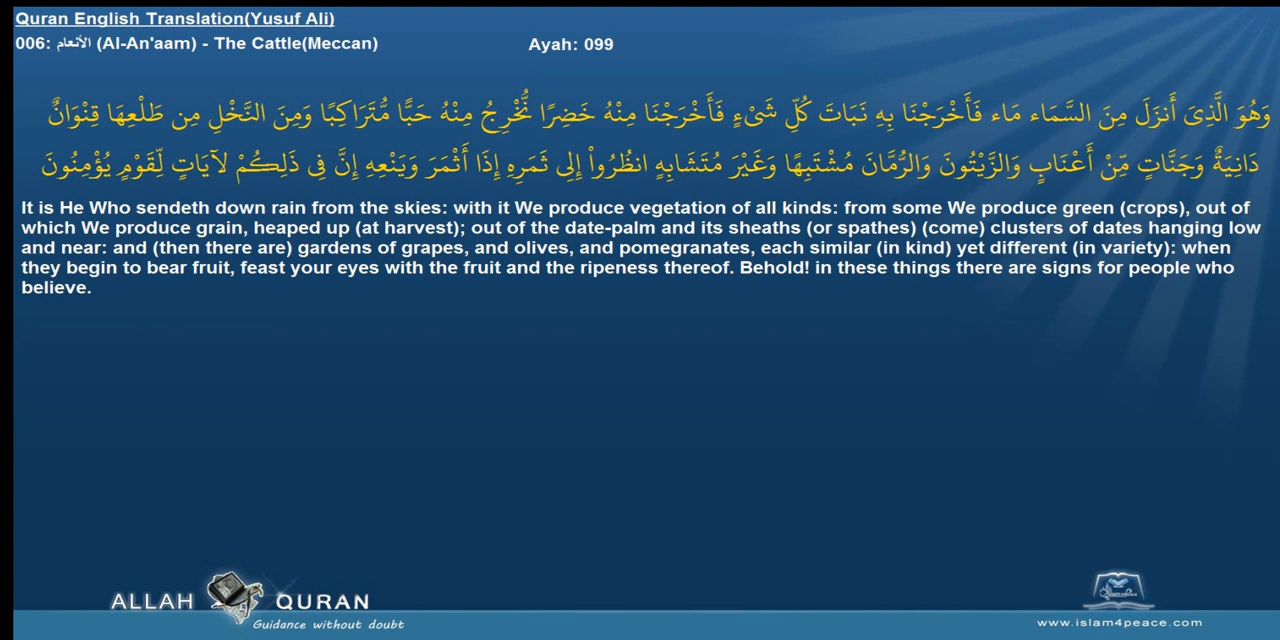 Quran English Translation(Yusuf Ali)
006: الأنعام (Al-An'aam) - The Cattle(Meccan) Ayah: 099
وَهُوَ الَّذِى أَنزَلَ مِنَ السَّمَاء مَاء فَأَخْرَجْنَا بِهِ نَبَاتَ كُلِّ شَىْءٍ فَأَخْرَجْنَا مِنْهُ خَضِرًا نُّخْرِجُ مِنْهُ حَبًّا مُّتَرَاكِبًا وَمِنَ النَّخْلِ مِن طَلْعِهَا قِنْوَانٌ
دَانِيَةٌ وَجَنَّاتٍ مِّنْ أَعْنَابٍ وَالزَّيْتُونَ وَالرُّمَّانَ مُشْتَبِهًا وَغَيْرَ مُتَشَابِهٍ انظُرُواْ إِلِى ثَمَرِهِ إِذَا أَثْمَرَ وَيَنْعِهِ إِنَّ فِى ذَلِكُمْ لآيَاتٍ لِّقَوْمٍ يُؤْمِنُونَ
It is He Who sendeth down rain from the skies: with it We produce vegetation of all kinds: from some We produce green (crops), out of
which We produce grain, heaped up (at harvest); out of the date-palm and its sheaths (or spathes) (come) clusters of dates hanging low
and near: and (then there are) gardens of grapes, and olives, and pomegranates, each similar (in kind) yet different (in variety): when
they begin to bear fruit, feast your eyes with the fruit and the ripeness thereof. Behold! in these things there are signs for people who
believe.
ALLAH QURAN
Guidance without doubt
www.islam4peace.com